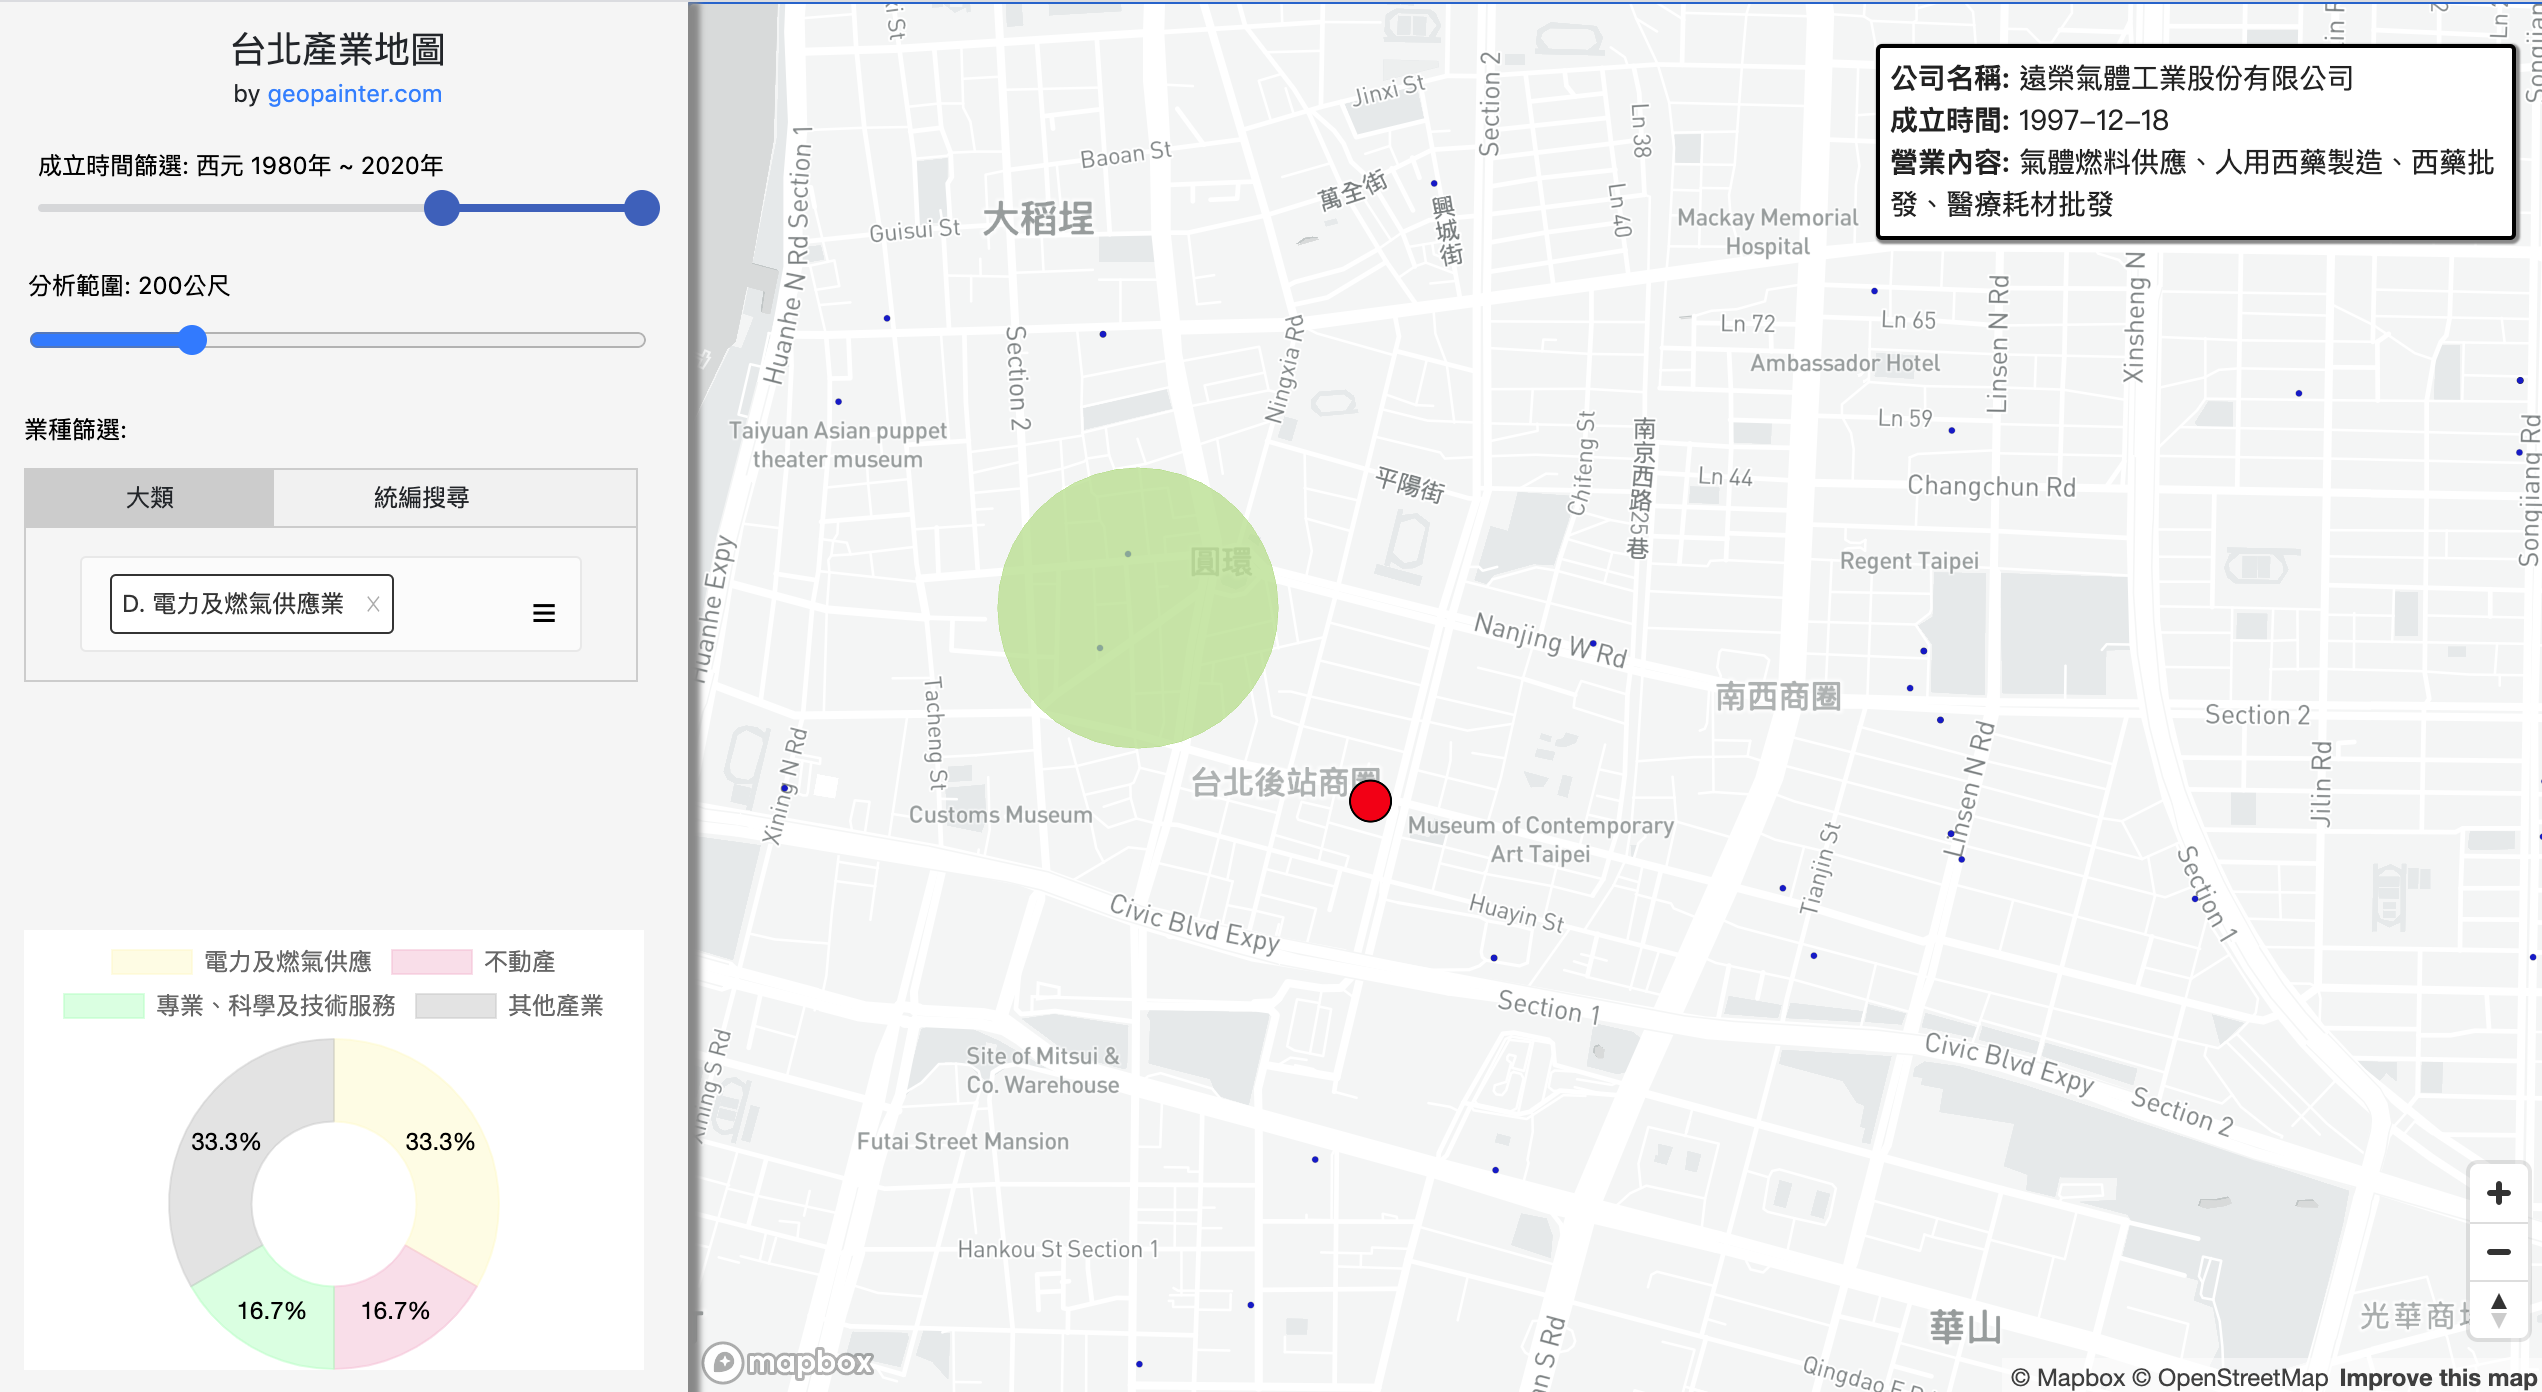 台北產業地圖
by geopainter.com
成立時間篩選: 西元 1980年 ~ 2020年
分析範圍: 200公尺
業種篩選:
大類
統編搜尋
D. 電力及燃氣供應業 X
電力及燃氣供應
不動產
專業、科學及技術服務
其他產業
33.3%
33.3%
16.7%
16.7%
公司名稱: 遠榮氣體工業股份有限公司
成立時間: 1997–12–18
營業內容: 氣體燃料供應、人用西藥製造、西藥批
發、醫療耗材批發
Jinxi St
Section 2
Ln 38
Baoan St
萬全街
興城街
Ln 40
大稻埕
Guisui St
Huanhe N Rd Section 1
Mackay Memorial
Hospital
Section 2
Ningxia Rd
Ln 72
Ln 65
Linsen N Rd
Xinsheng N
Ambassador Hotel
Taiyuan Asian puppet
theater museum
Chifeng St
南京西路25巷
Ln 59
Ln 44
平陽街
Changchun Rd
Songjiang Rd
圓環
Huanhe Expy
Regent Taipei
Nanjing W Rd
南西商圈
Section 2
Tacheng St
Xining N Rd
Linsen N Rd
Jilin Rd
台北後站商圈
Customs Museum
Museum of Contemporary
Art Taipei
Tianjin St
Section 1
Civic Blvd Expy
Huayin St
Section 1
Civic Blvd Expy
Section 2
Site of Mitsui &
Co. Warehouse
Xining S Rd
Futai Street Mansion
Hankou St Section 1
華山
光華商
mapbox
© Mapbox © OpenStreetMap Improve this map